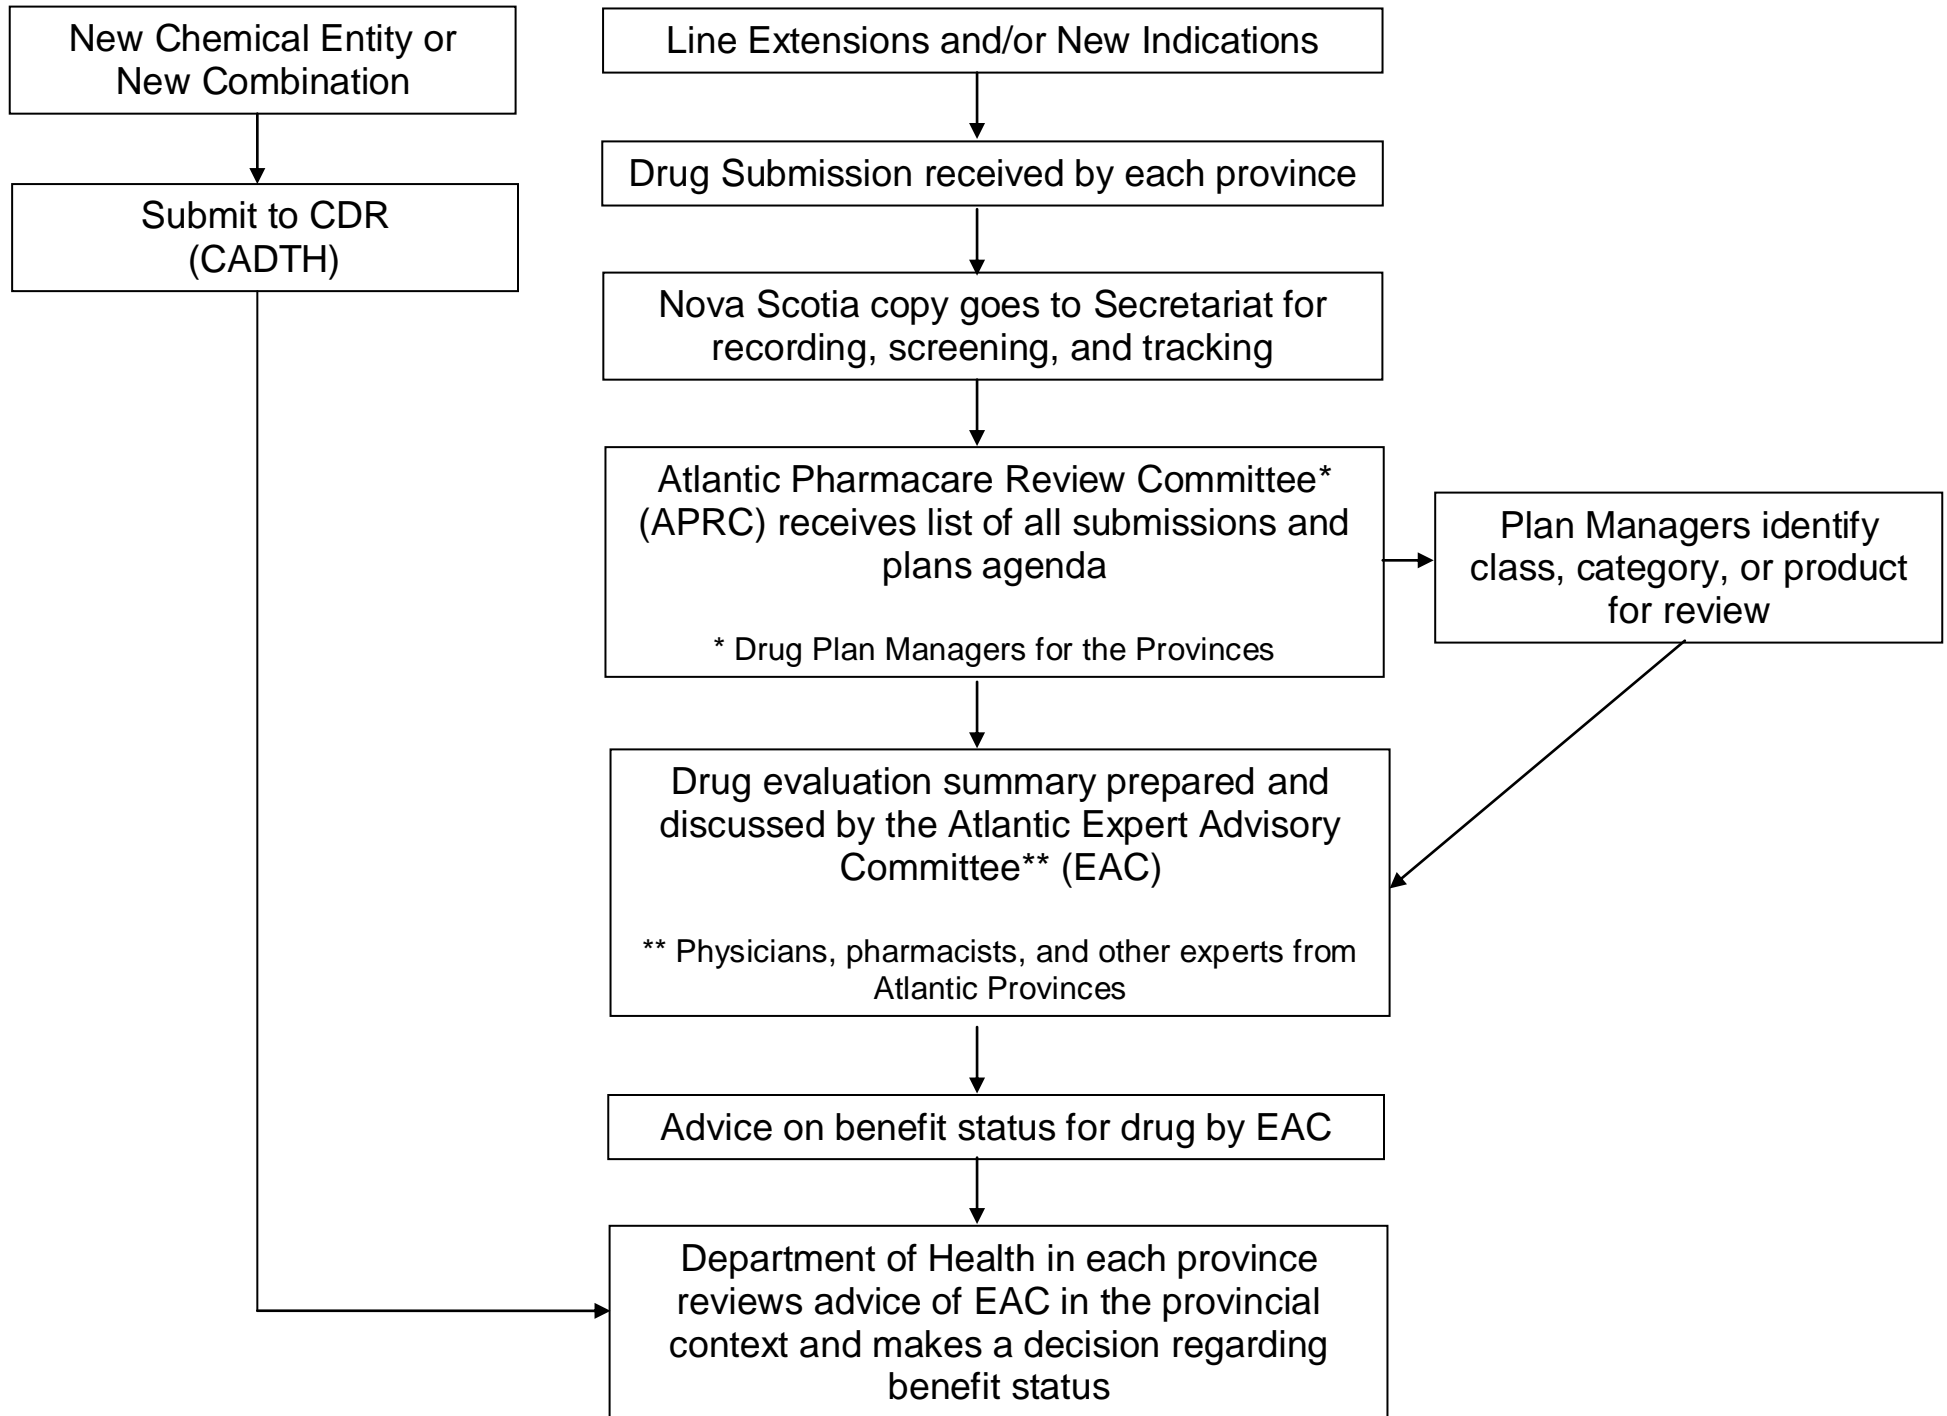 New Chemical Entity or
New Combination
Submit to CDR
(CADTH)
Line Extensions and/or New Indications
Drug Submission received by each province
Nova Scotia copy goes to Secretariat for
recording, screening, and tracking
Atlantic Pharmacare Review Committee*
(APRC) receives list of all submissions and
plans agenda
* Drug Plan Managers for the Provinces
Plan Managers identify
class, category, or product
for review
Drug evaluation summary prepared and
discussed by the Atlantic Expert Advisory
Committee** (EAC)
** Physicians, pharmacists, and other experts from
Atlantic Provinces
Advice on benefit status for drug by EAC
Department of Health in each province
reviews advice of EAC in the provincial
context and makes a decision regarding
benefit status